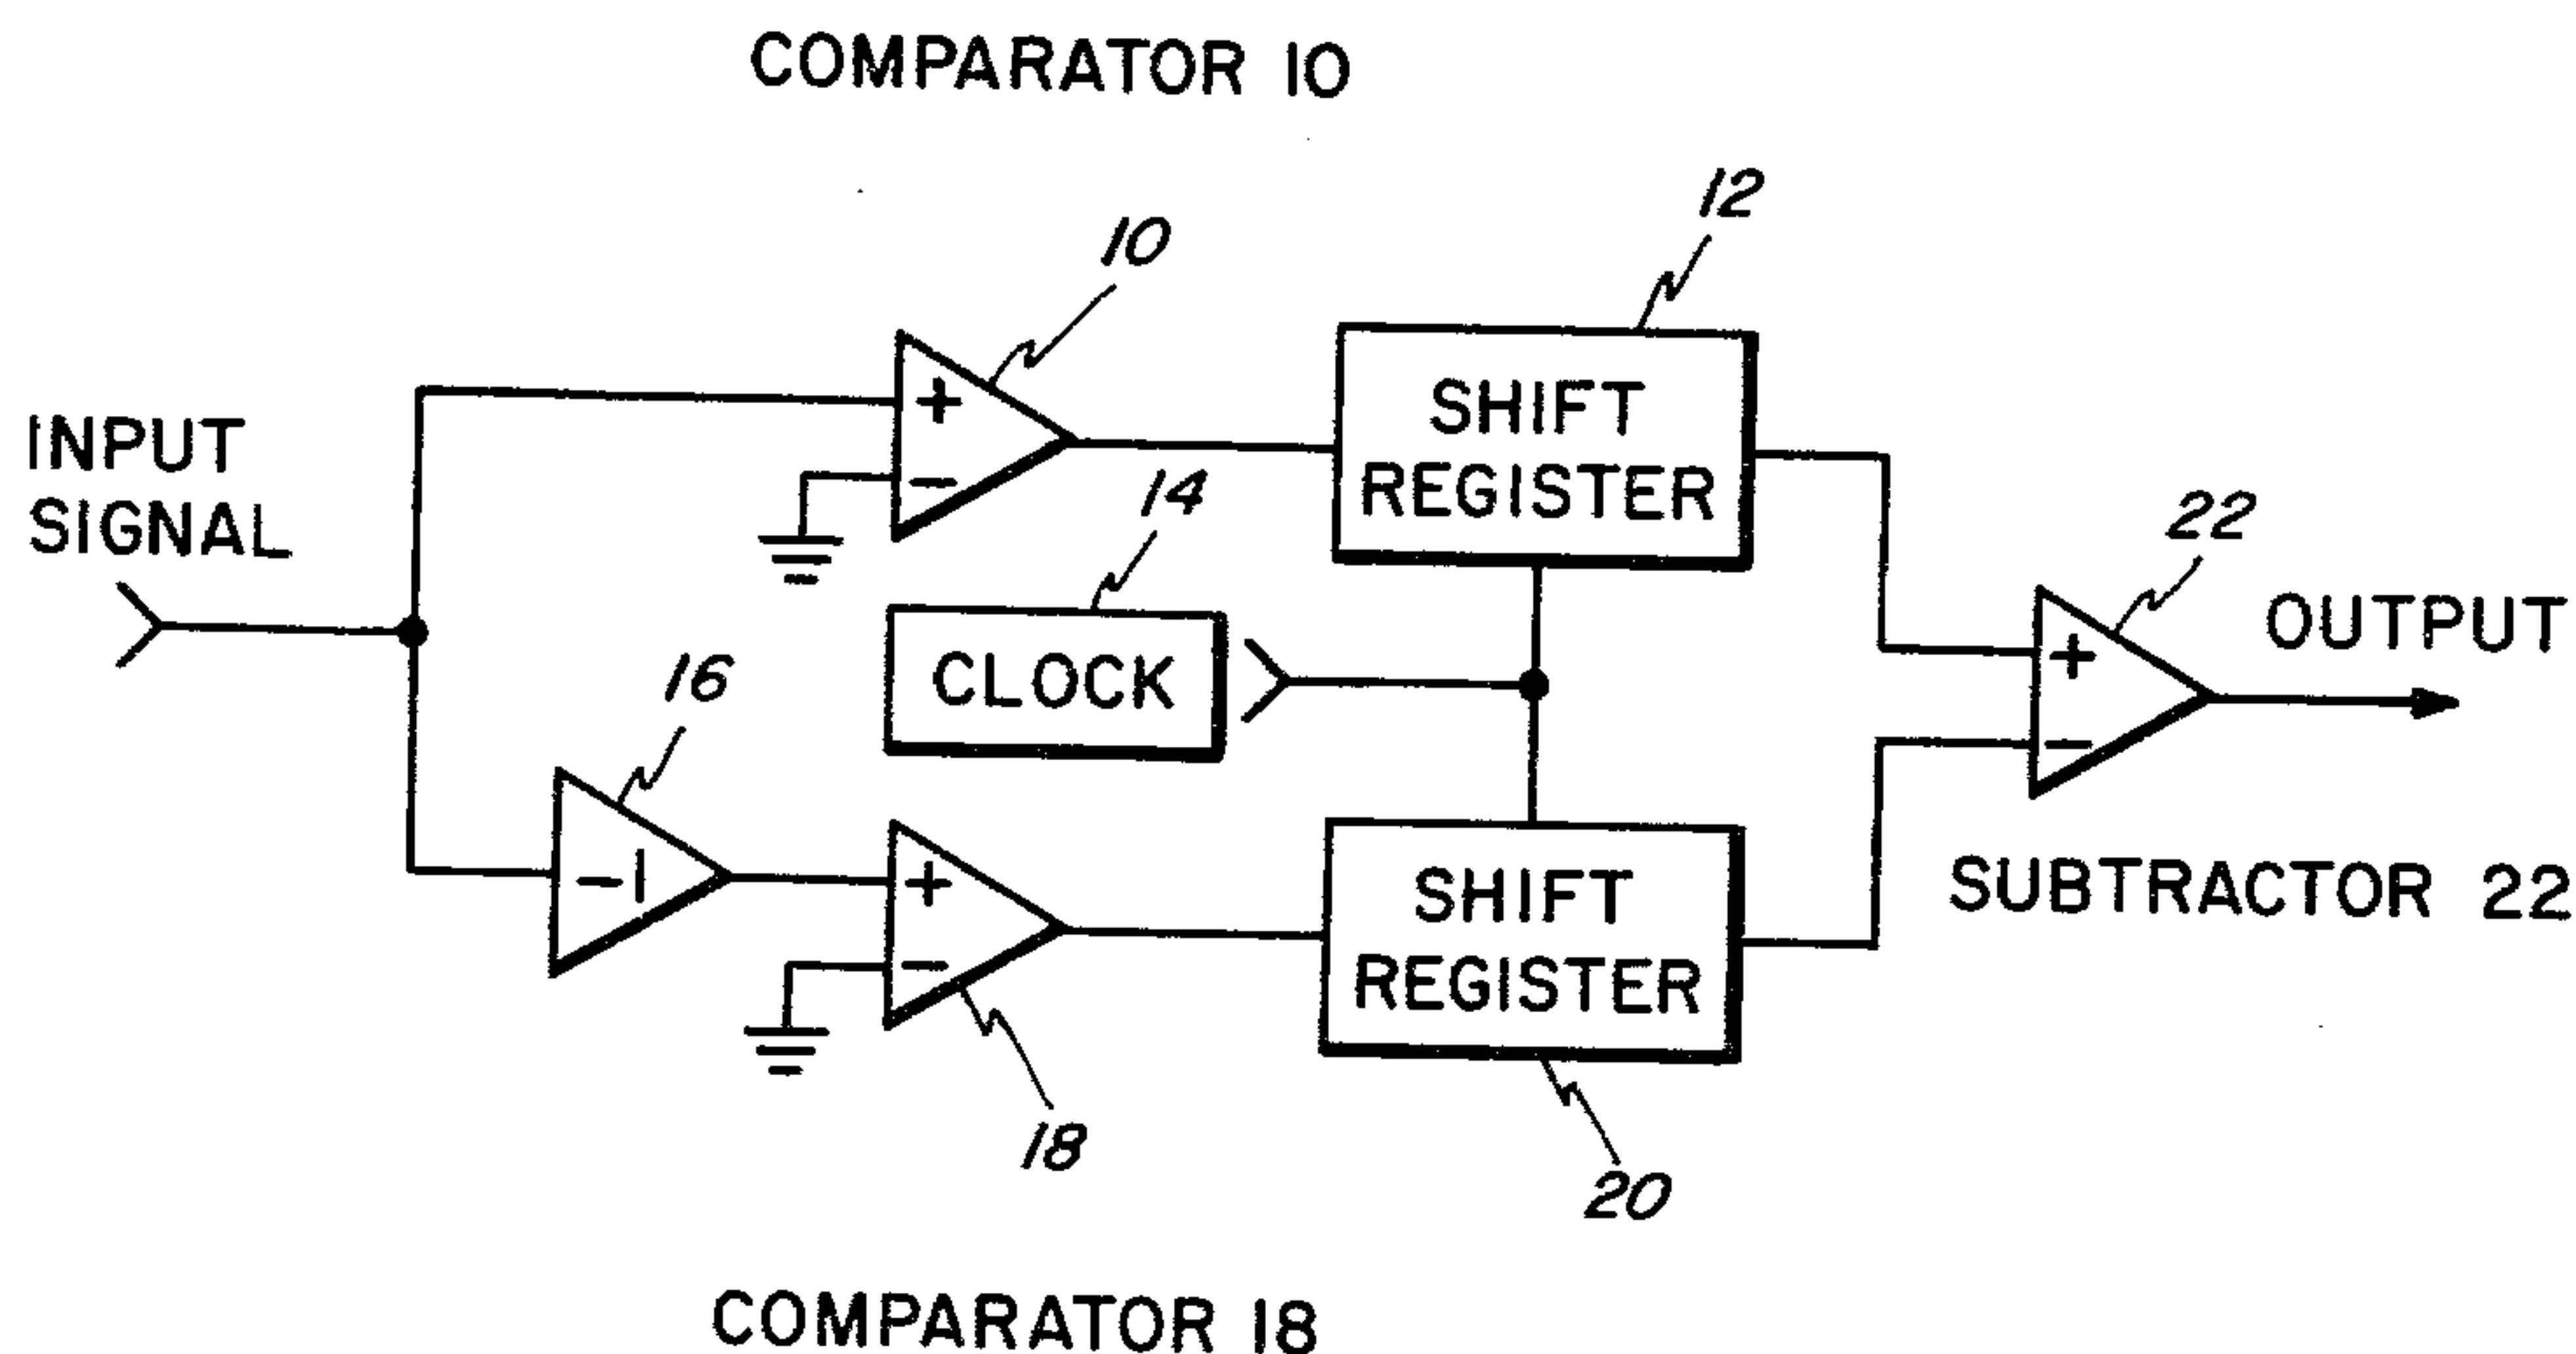 COMPARATOR 10
10
12
INPUT
SIGNAL
+
-
SHIFT
REGISTER
14
CLOCK
22
+
-
OUTPUT
16
-1
+
-
18
SHIFT
REGISTER
20
SUBTRACTOR 22
COMPARATOR 18